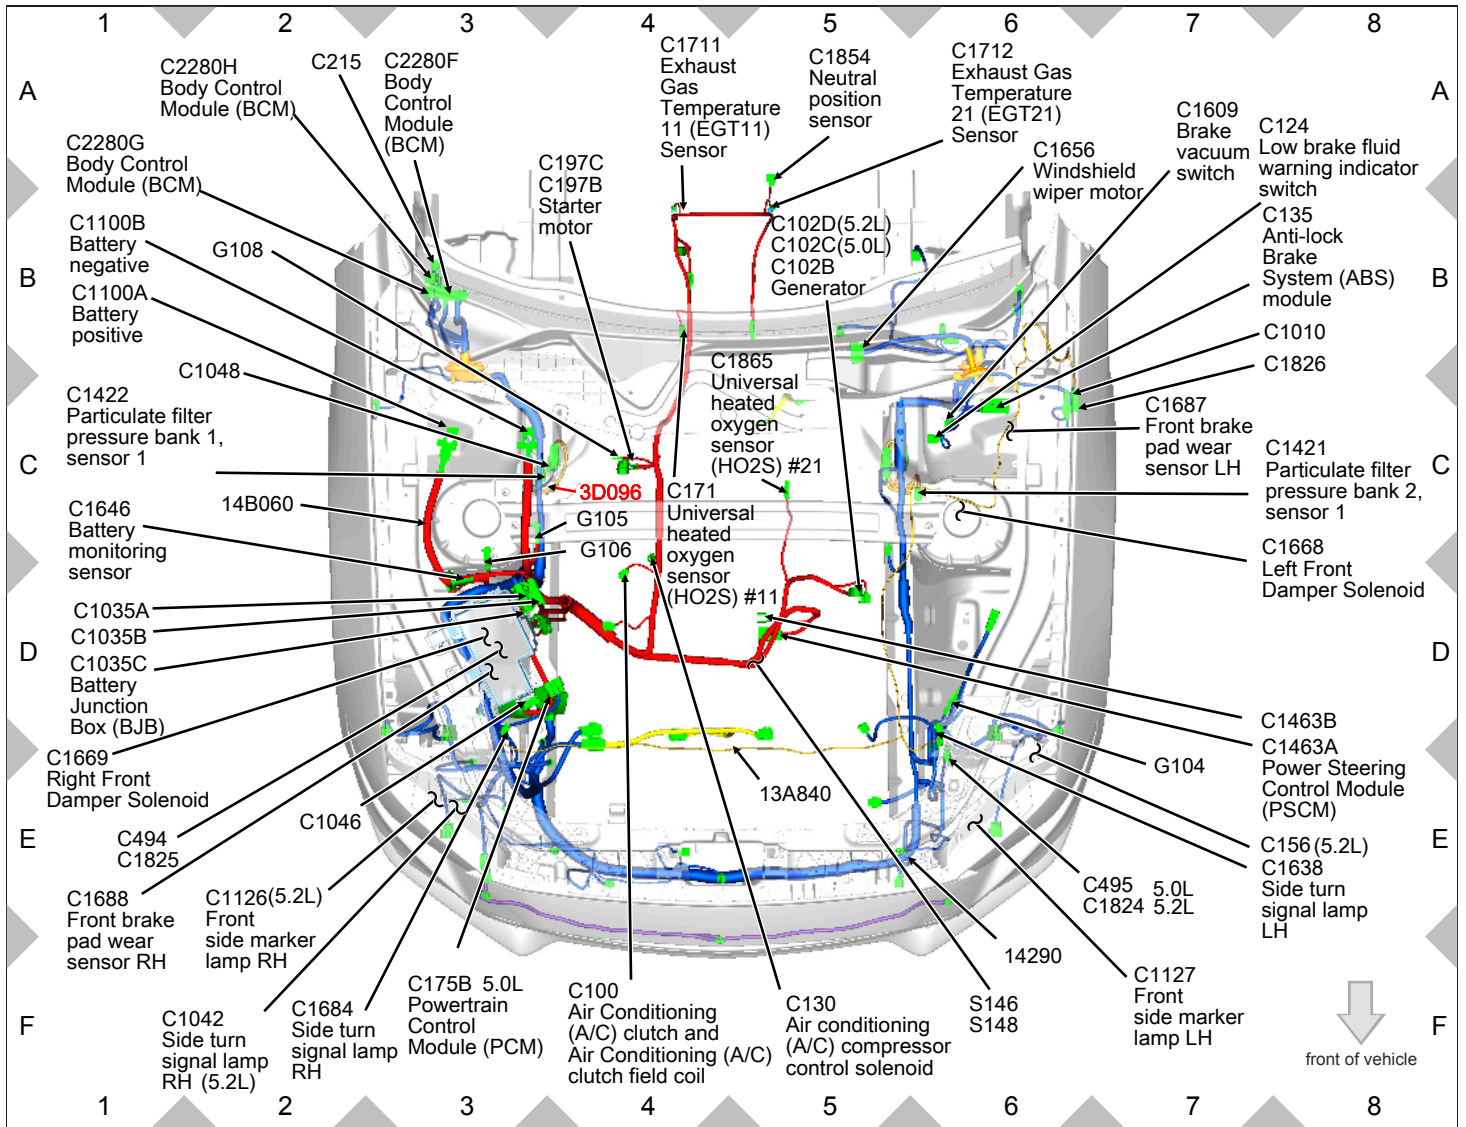 1 2 3 4 5 6 7 8
A
A
C2280H
Body Control
Module (BCM)
C215
C2280F
Body
Control
Module
(BCM)
C1711
Exhaust
Gas
Temperature
11 (EGT11)
Sensor
C1854
Neutral
position
sensor
C1712
Exhaust Gas
Temperature
21 (EGT21)
Sensor
C1609
Brake
vacuum
switch
C124
Low brake fluid
warning indicator
switch
C2280G
Body Control
Module (BCM)
C197C
C197B
Starter
motor
C1656
Windshield
wiper motor
C1100B
Battery
negative
G108
C102D(5.2L)
C102C(5.0L)
C102B
Generator
C135
Anti-lock
Brake
System (ABS)
module
B
B
C1100A
Battery
positive
C1010
C1048
C1865
Universal
heated
oxygen
sensor
(HO2S) #21
C1826
C1422
Particulate filter
pressure bank 1,
sensor 1
C1687
Front brake
pad wear
sensor LH
C1421
Particulate filter
pressure bank 2,
sensor 1
C
C
3D096
C171
Universal
heated
oxygen
sensor
(HO2S) #11
14B060
C1646
Battery
monitoring
sensor
G105
G106
C1668
Left Front
Damper Solenoid
C1035A
C1035B
C1035C
Battery
Junction
Box (BJB)
D
D
C1669
Right Front
Damper Solenoid
C1463B
C1463A
Power Steering
Control Module
(PSCM)
G104
13A840
C1046
C494
C1825
E
E
C156 (5.2L)
C1638
Side turn
signal lamp
LH
C1688
Front brake
pad wear
sensor RH
C1126(5.2L)
Front
side marker
lamp RH
C495 5.0L
C1824 5.2L
14290
C1127
Front
side marker
lamp LH
C1042
Side turn
signal lamp
RH (5.2L)
C1684
Side turn
signal lamp
RH
C175B 5.0L
Powertrain
Control
Module (PCM)
C100
Air Conditioning
(A/C) clutch and
Air Conditioning (A/C)
clutch field coil
C130
Air conditioning
(A/C) compressor
control solenoid
S146
S148
F
F
front of vehicle
1 2 3 4 5 6 7 8